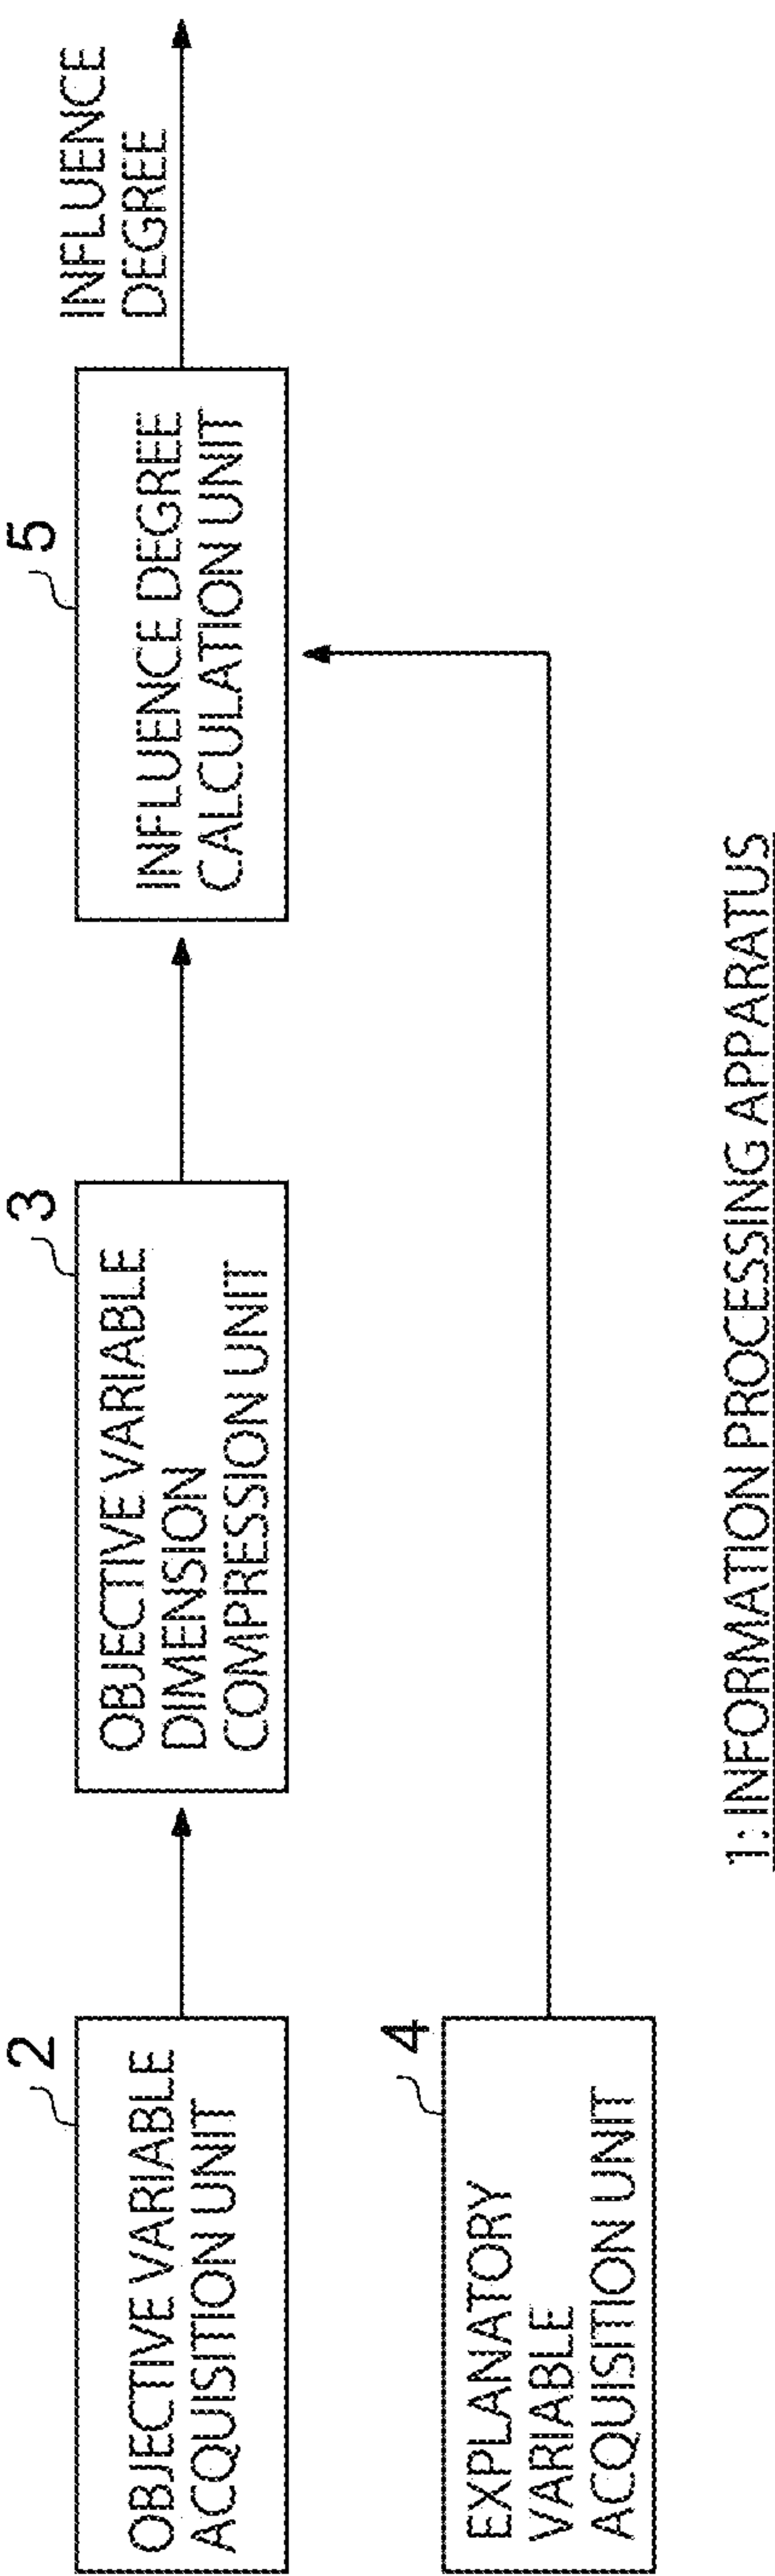 2
OBJECTIVE VARIABLE
ACQUISITION UNIT
3
OBJECTIVE VARIABLE
DIMENSION
COMPRESSION UNIT
5
INFLUENCE DEGREE
CALCULATION UNIT
INFLUENCE
DEGREE
4
EXPLANATORY
VARIABLE
ACQUISITION UNIT
1: INFORMATION PROCESSING APPARATUS